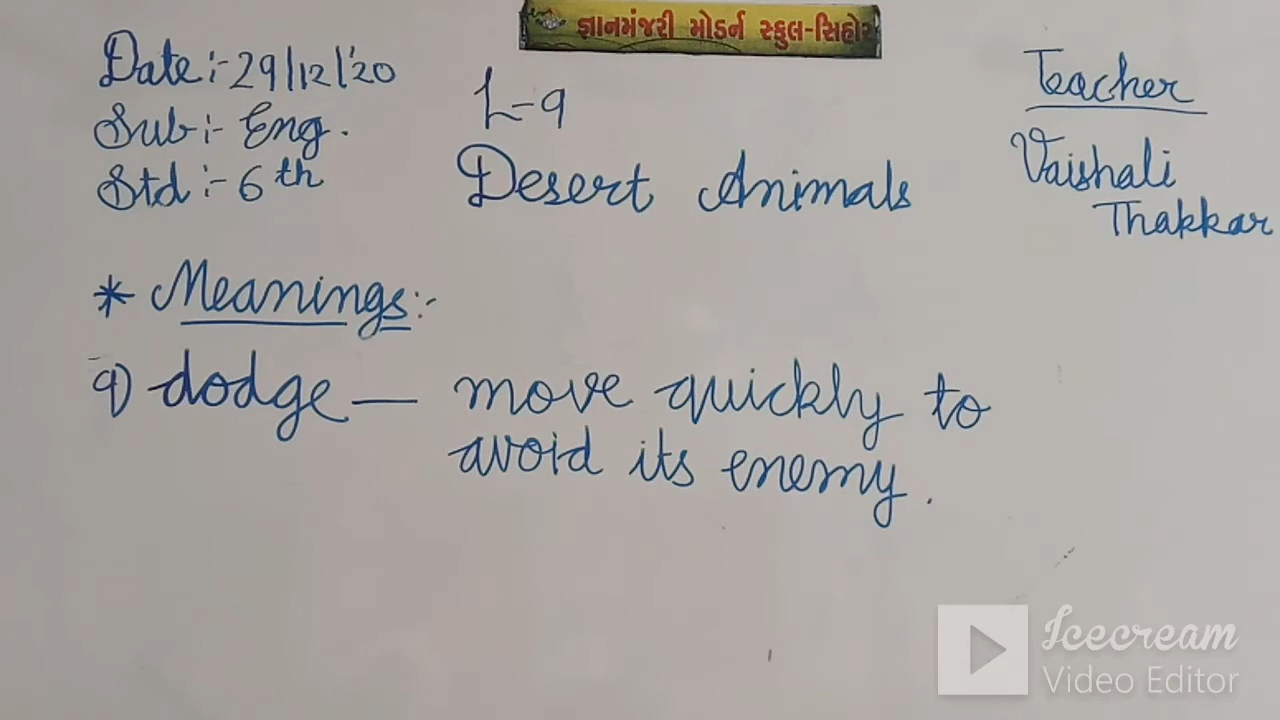 જ્ઞાનમંજરી મોડર્ન સ્કુલ-સિહોર
Date:-29/12/'20
Sub:- Eng.
Std:-6th
L-9
Desert Animals
Teacher
Vaishali
Thakkar
* Meanings:-
9) dodge — move quickly to
avoid its enemy.
Icecream
Video Editor